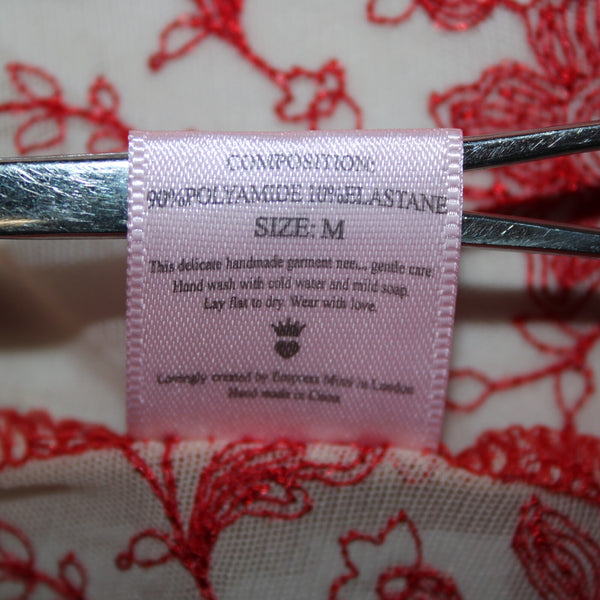 COMPOSITION:
90%POLYAMIDE 10%ELASTANE
SIZE: M
This delicate handmade garment nee... gentle care:
Hand wash with cold water and mild soap.
Lay flat to dry. Wear with love.
Lovingly created by Empress Mimi in London
Hand made in China